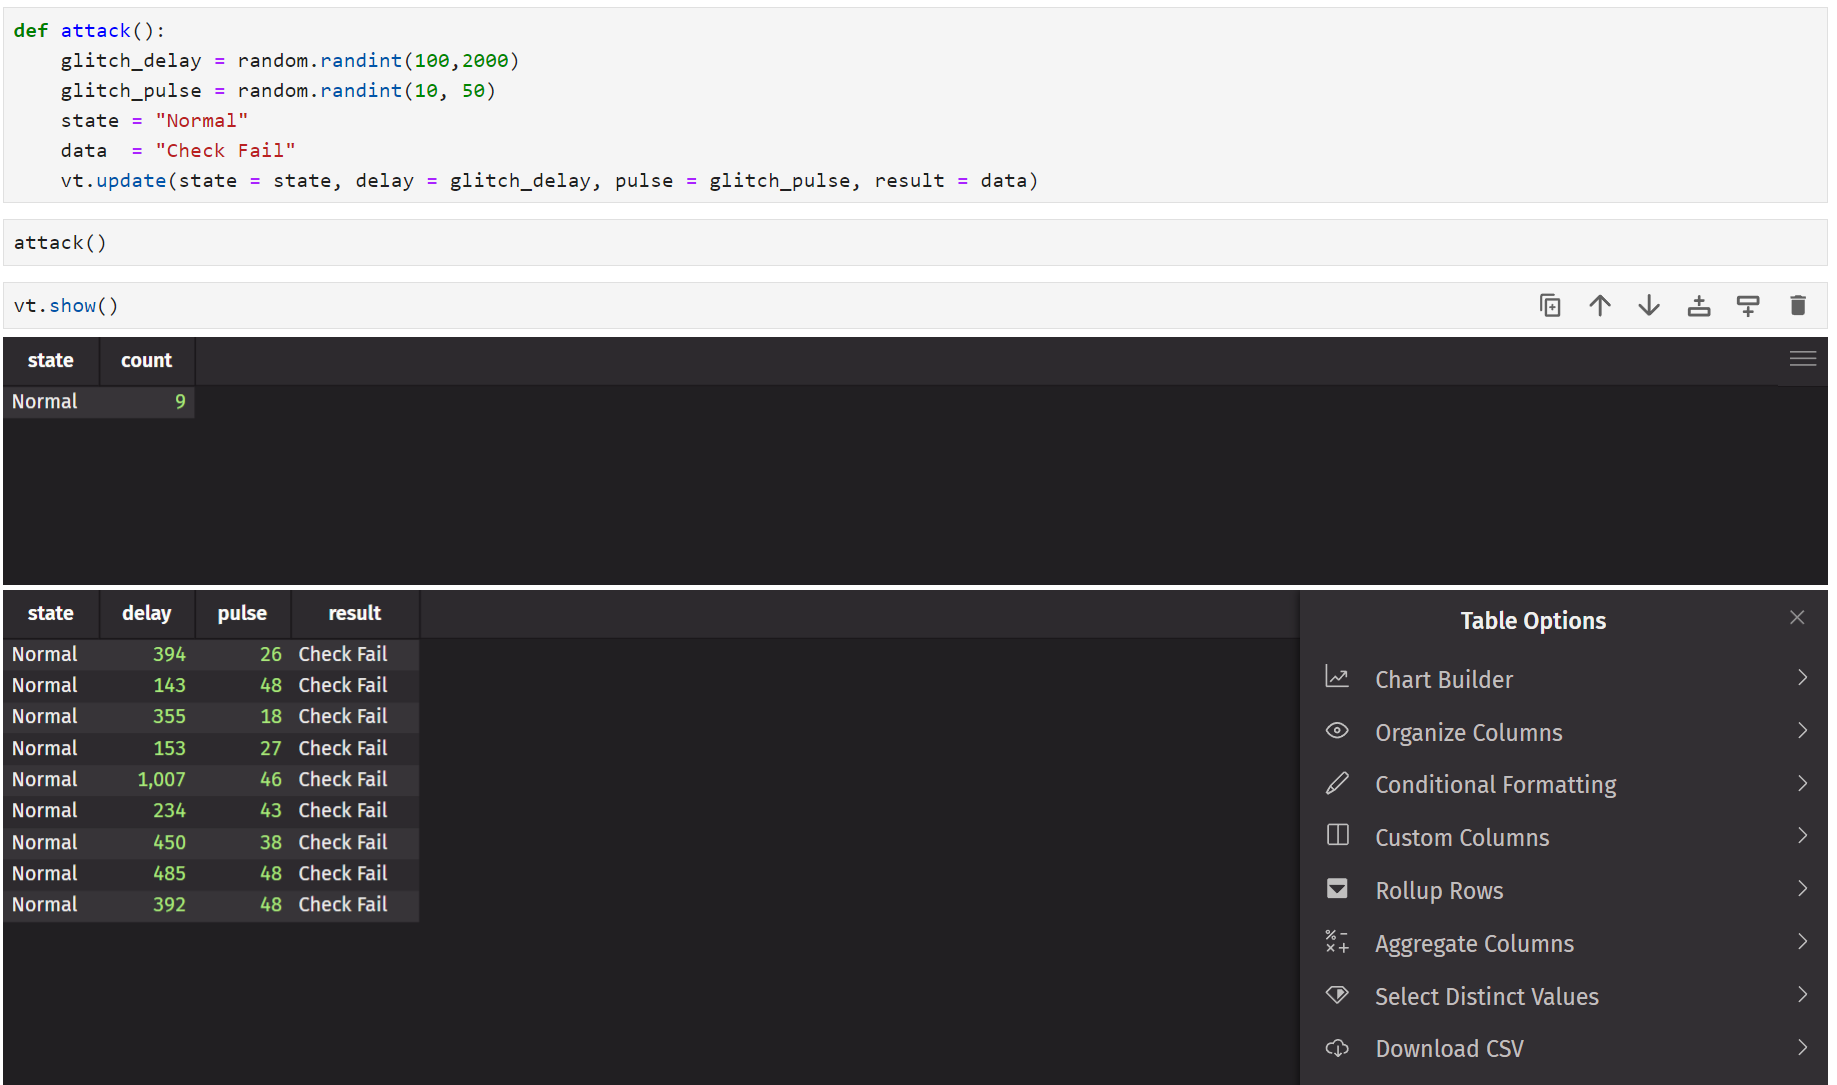 def attack():
    glitch_delay = random.randint(100,2000)
    glitch_pulse = random.randint(10, 50)
    state = "Normal"
    data  = "Check Fail"
    vt.update(state = state, delay = glitch_delay, pulse = glitch_pulse, result = data)
attack()
vt.show()
state count
Normal 9
state delay pulse result
Normal 394 26 Check Fail
Normal 143 48 Check Fail
Normal 355 18 Check Fail
Normal 153 27 Check Fail
Normal 1,007 46 Check Fail
Normal 234 43 Check Fail
Normal 450 38 Check Fail
Normal 485 48 Check Fail
Normal 392 48 Check Fail
Table Options
Chart Builder
Organize Columns
Conditional Formatting
Custom Columns
Rollup Rows
Aggregate Columns
Select Distinct Values
Download CSV